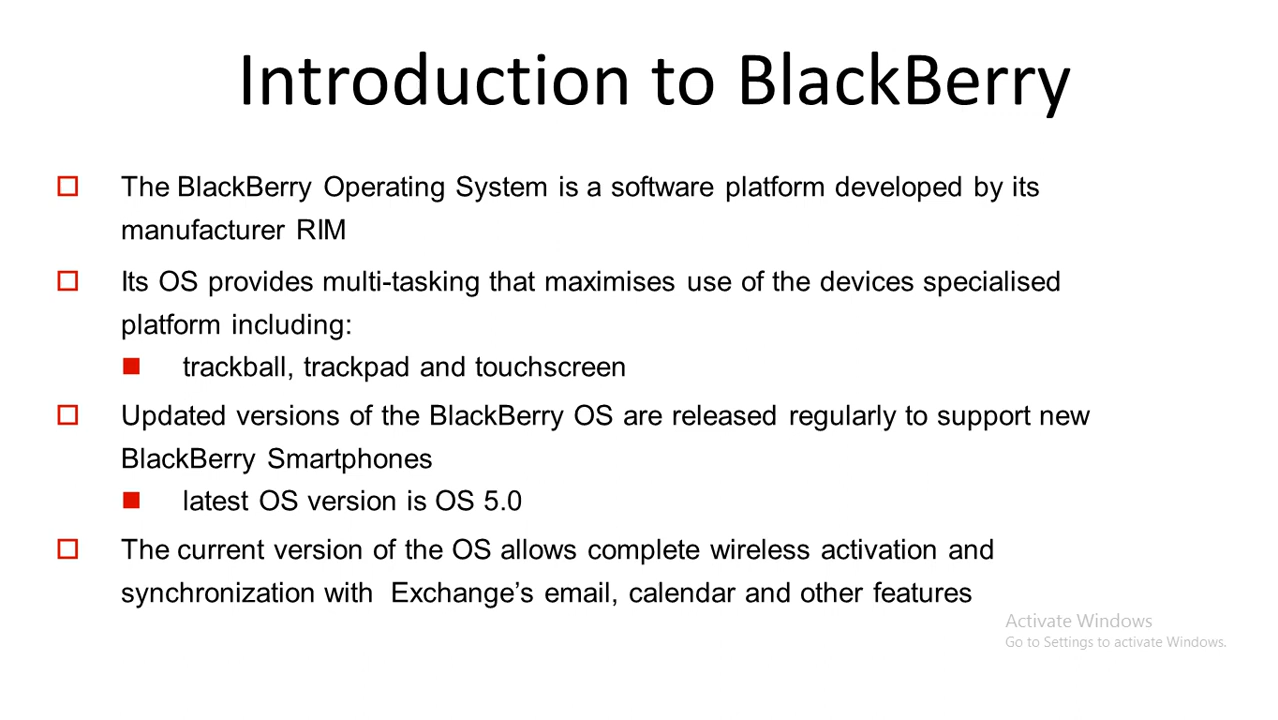 Introduction to BlackBerry
The BlackBerry Operating System is a software platform developed by its
manufacturer RIM
Its OS provides multi-tasking that maximises use of the devices specialised
platform including:
trackball, trackpad and touchscreen
Updated versions of the BlackBerry OS are released regularly to support new
BlackBerry Smartphones
latest OS version is OS 5.0
The current version of the OS allows complete wireless activation and
synchronization with Exchange’s email, calendar and other features
Activate Windows
Go to Settings to activate Windows.